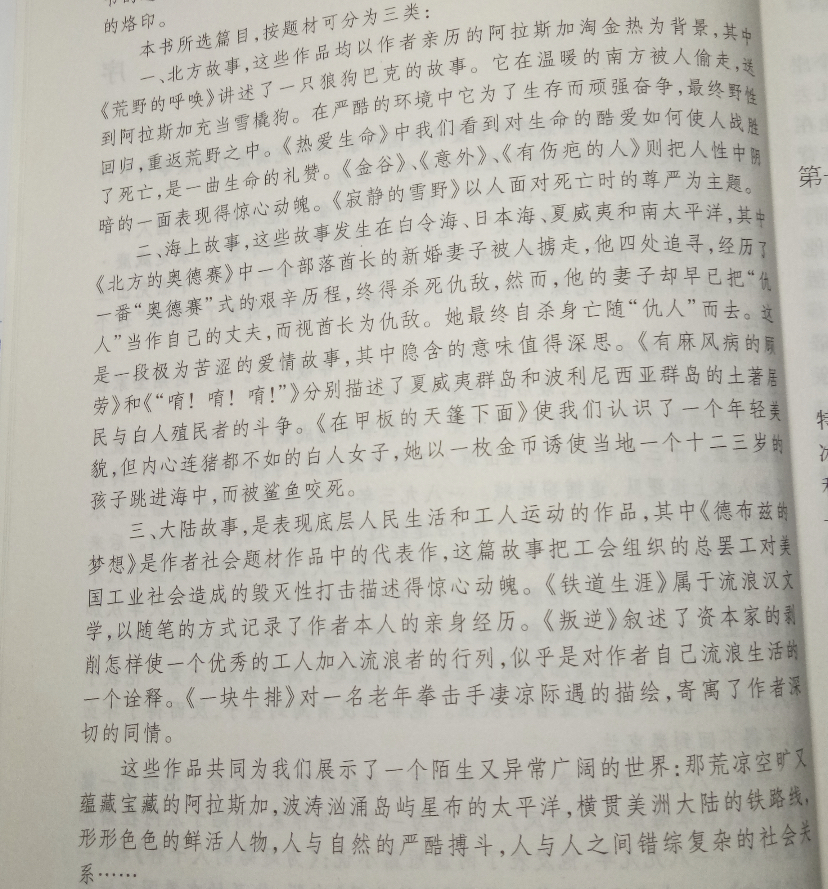 的烙印。
本书所选篇目,按题材可分为三类:
一、北方故事,这些作品均以作者亲历的阿拉斯加淘金热为背景,其中
《荒野的呼唤》讲述了一只狼狗巴克的故事。它在温暖的南方被人偷走,送
到阿拉斯加充当雪橇狗。在严酷的环境中它为了生存而顽强奋争,最终野性
回归,重返荒野之中。《热爱生命》中我们看到对生命的酷爱如何使人战胜
了死亡,是一曲生命的礼赞。《金谷》、《意外》、《有伤疤的人》则把人性中阴
暗的一面表现得惊心动魄。《寂静的雪野》以人面对死亡时的尊严为主题。
二、海上故事,这些故事发生在白令海、日本海、夏威夷和南太平洋,其中
《北方的奥德赛》中一个部落酋长的新婚妻子被人掳走,他四处追寻,经历了
一番“奥德赛”式的艰辛历程,终得杀死仇敌,然而,他的妻子却早已把“仇
人”当作自己的丈夫,而视酋长为仇敌。她最终自杀身亡随“仇人”而去。这
是一段极为苦涩的爱情故事,其中隐含的意味值得深思。《有麻风病的顾
劳》和《“唷!唷!唷!”》分别描述了夏威夷群岛和波利尼西亚群岛的土著居
民与白人殖民者的斗争。《在甲板的天篷下面》使我们认识了一个年轻美
貌,但内心连猪都不如的白人女子,她以一枚金币诱使当地一个十二三岁的
孩子跳进海中,而被鲨鱼咬死。
三、大陆故事,是表现底层人民生活和工人运动的作品,其中《德布兹的
梦想》是作者社会题材作品中的代表作,这篇故事把工会组织的总罢工对美
国工业社会造成的毁灭性打击描述得惊心动魄。《铁道生涯》属于流浪汉文
学,以随笔的方式记录了作者本人的亲身经历。《叛逆》叙述了资本家的剥
削怎样使一个优秀的工人加入流浪者的行列,似乎是对作者自己流浪生活的
一个诠释。《一块牛排》对一名老年拳击手凄凉际遇的描绘,寄寓了作者深
切的同情。
这些作品共同为我们展示了一个陌生又异常广阔的世界:那荒凉空旷又
蕴藏宝藏的阿拉斯加,波涛汹涌岛屿星布的太平洋,横贯美洲大陆的铁路线,
形形色色的鲜活人物,人与自然的严酷搏斗,人与人之间错综复杂的社会关
系……
第
特